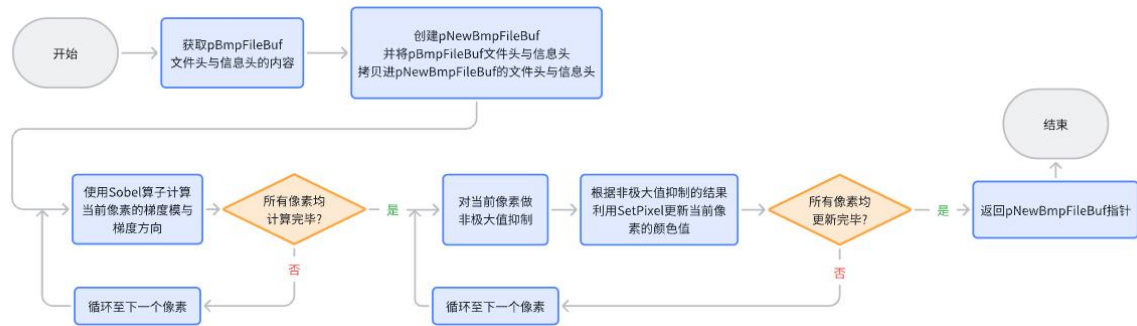 开始
获取pBmpFileBuf
文件头与信息头的内容
创建pNewBmpFileBuf
并将pBmpFileBuf文件头与信息头
拷贝进pNewBmpFileBuf的文件头与信息头
使用Sobel算子计算
当前像素的梯度模与
梯度方向
所有像素均
计算完毕?
否
循环至下一个像素
是
对当前像素做
非极大值抑制
根据非极大值抑制的结果
利用SetPixel更新当前像
素的颜色值
所有像素均
更新完毕?
否
循环至下一个像素
是
返回pNewBmpFileBuf指针
结束